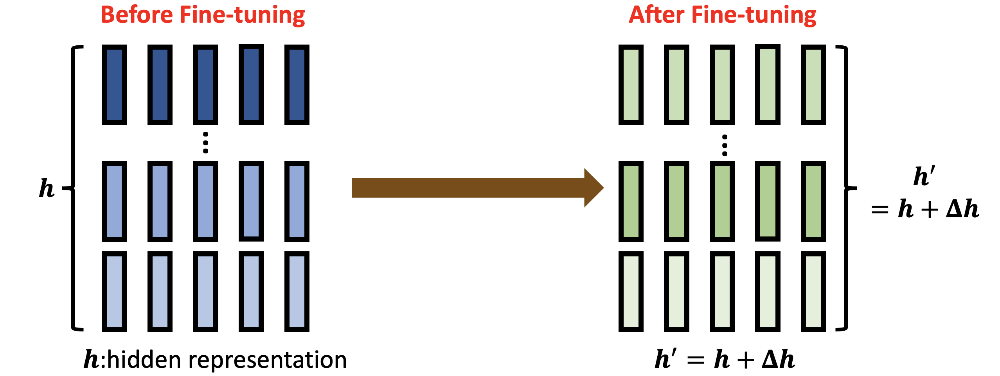 Before Fine-tuning
After Fine-tuning
h
h′
= h + Δh
h:hidden representation
h′ = h + Δh